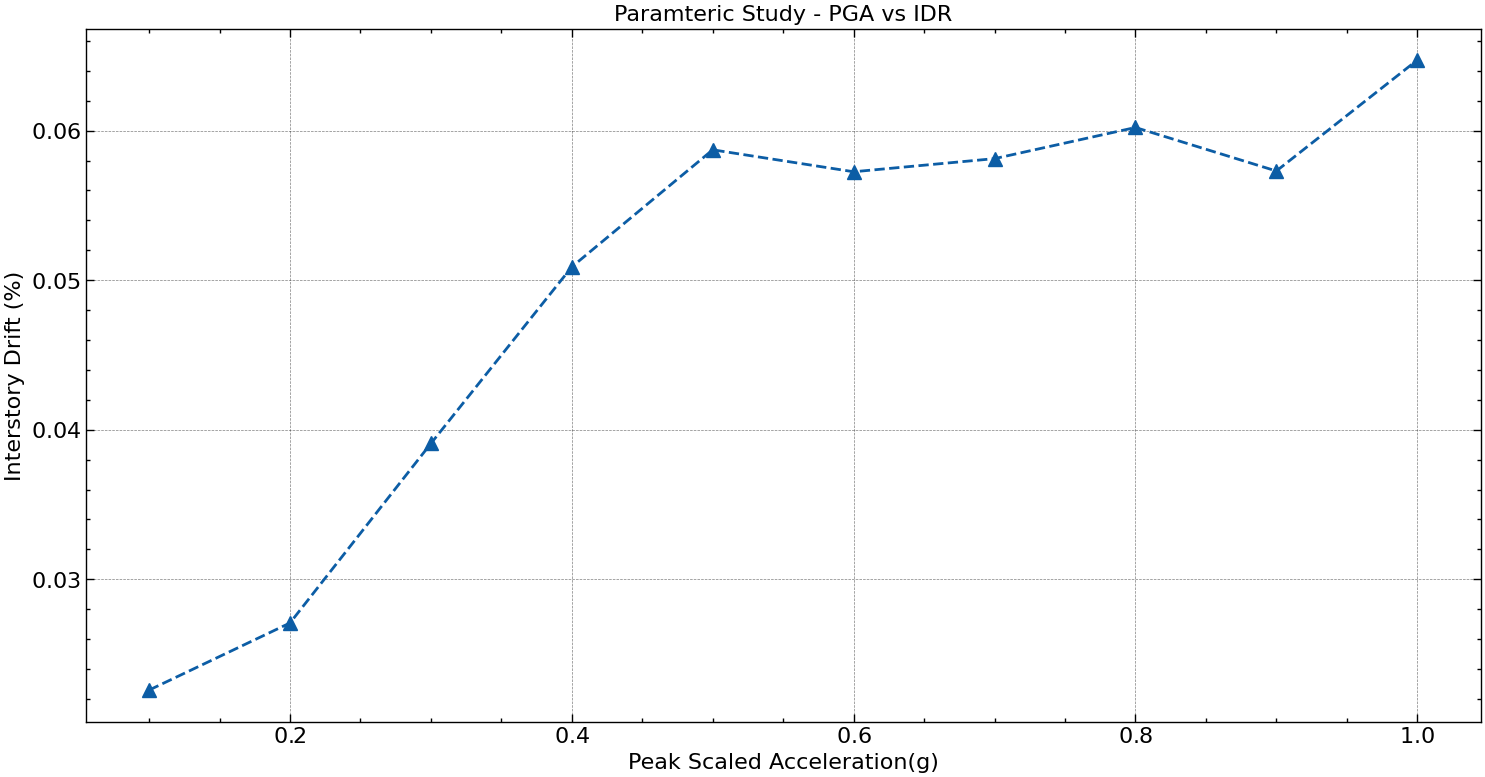 Paramteric Study - PGA vs IDR
Interstory Drift (%)
0.06
0.05
0.04
0.03
0.2 0.4 0.6 0.8 1.0
Peak Scaled Acceleration(g)